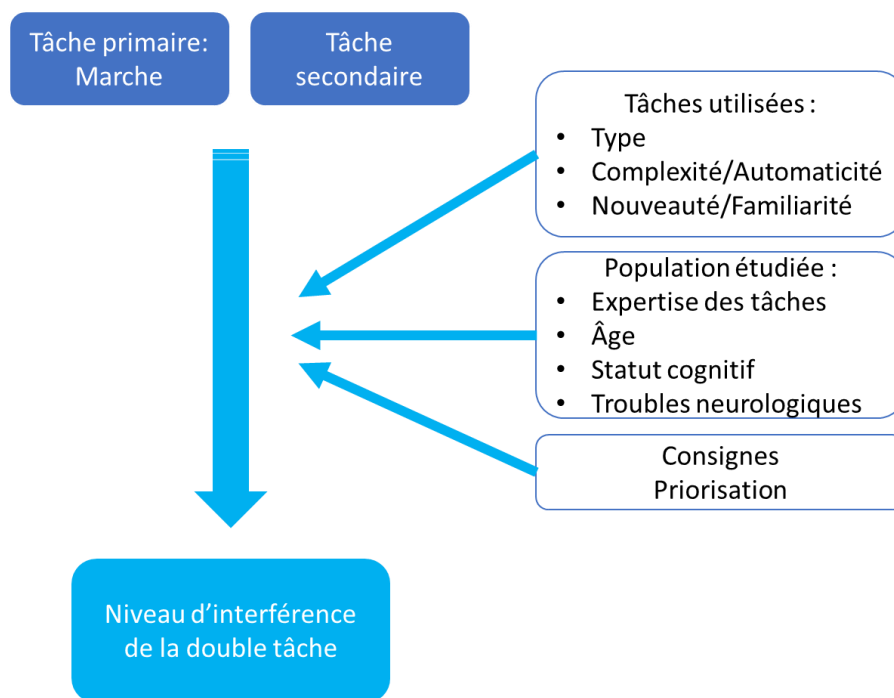 Tâche primaire:
Marche
Tâche
secondaire
Tâches utilisées :
• Type
• Complexité/Automaticité
• Nouveauté/Familiarité
Population étudiée :
• Expertise des tâches
• Âge
• Statut cognitif
• Troubles neurologiques
Consignes
Priorisation
Niveau d’interférence
de la double tâche